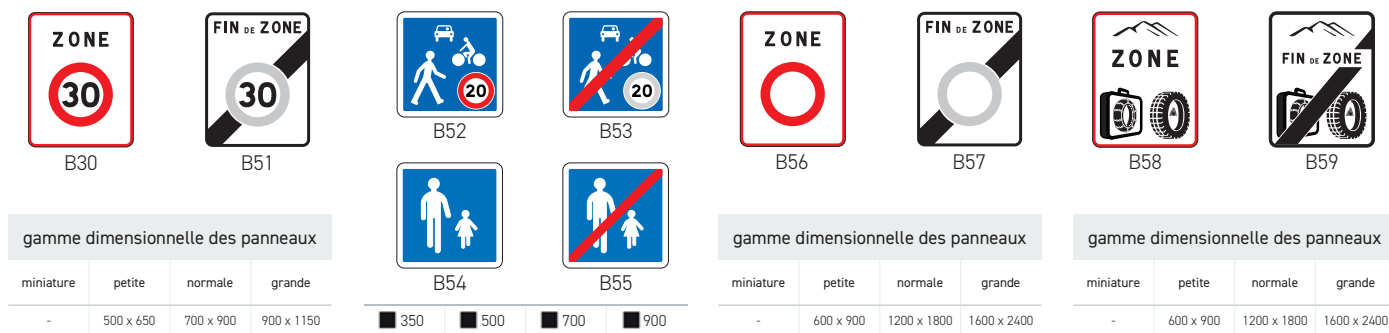 ZONE
30
B30
FIN DE ZONE
30
B51
gamme dimensionnelle des panneaux
miniature petite normale grande
- 500 x 650 700 x 900 900 x 1150
20
B52
20
B53
B54
B55
350 500 700 900
ZONE
B56
FIN DE ZONE
B57
gamme dimensionnelle des panneaux
miniature petite normale grande
- 600 x 900 1200 x 1800 1600 x 2400
ZONE
B58
FIN DE ZONE
B59
gamme dimensionnelle des panneaux
miniature petite normale grande
- 600 x 900 1200 x 1800 1600 x 2400